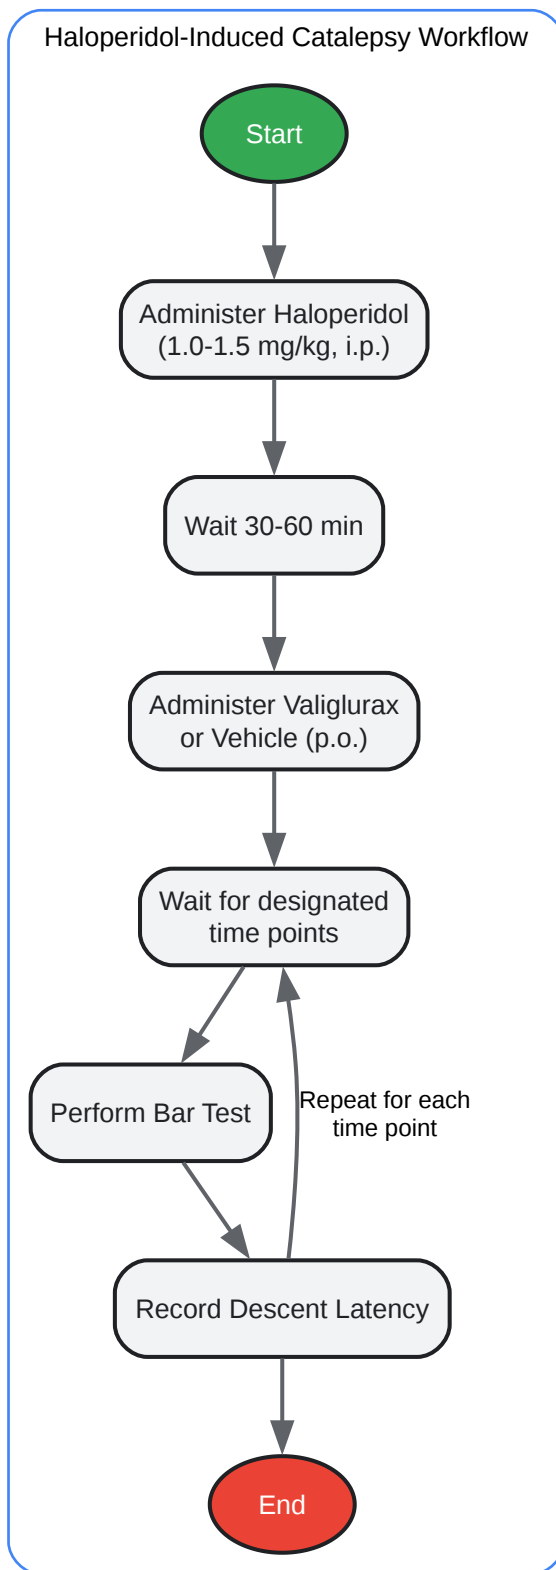 Haloperidol-Induced Catalepsy Workflow
Start
Administer Haloperidol
(1.0-1.5 mg/kg, i.p.)
Wait 30-60 min
Administer Valiglurax
or Vehicle (p.o.)
Wait for designated
time points
Perform Bar Test
Repeat for each
time point
Record Descent Latency
End